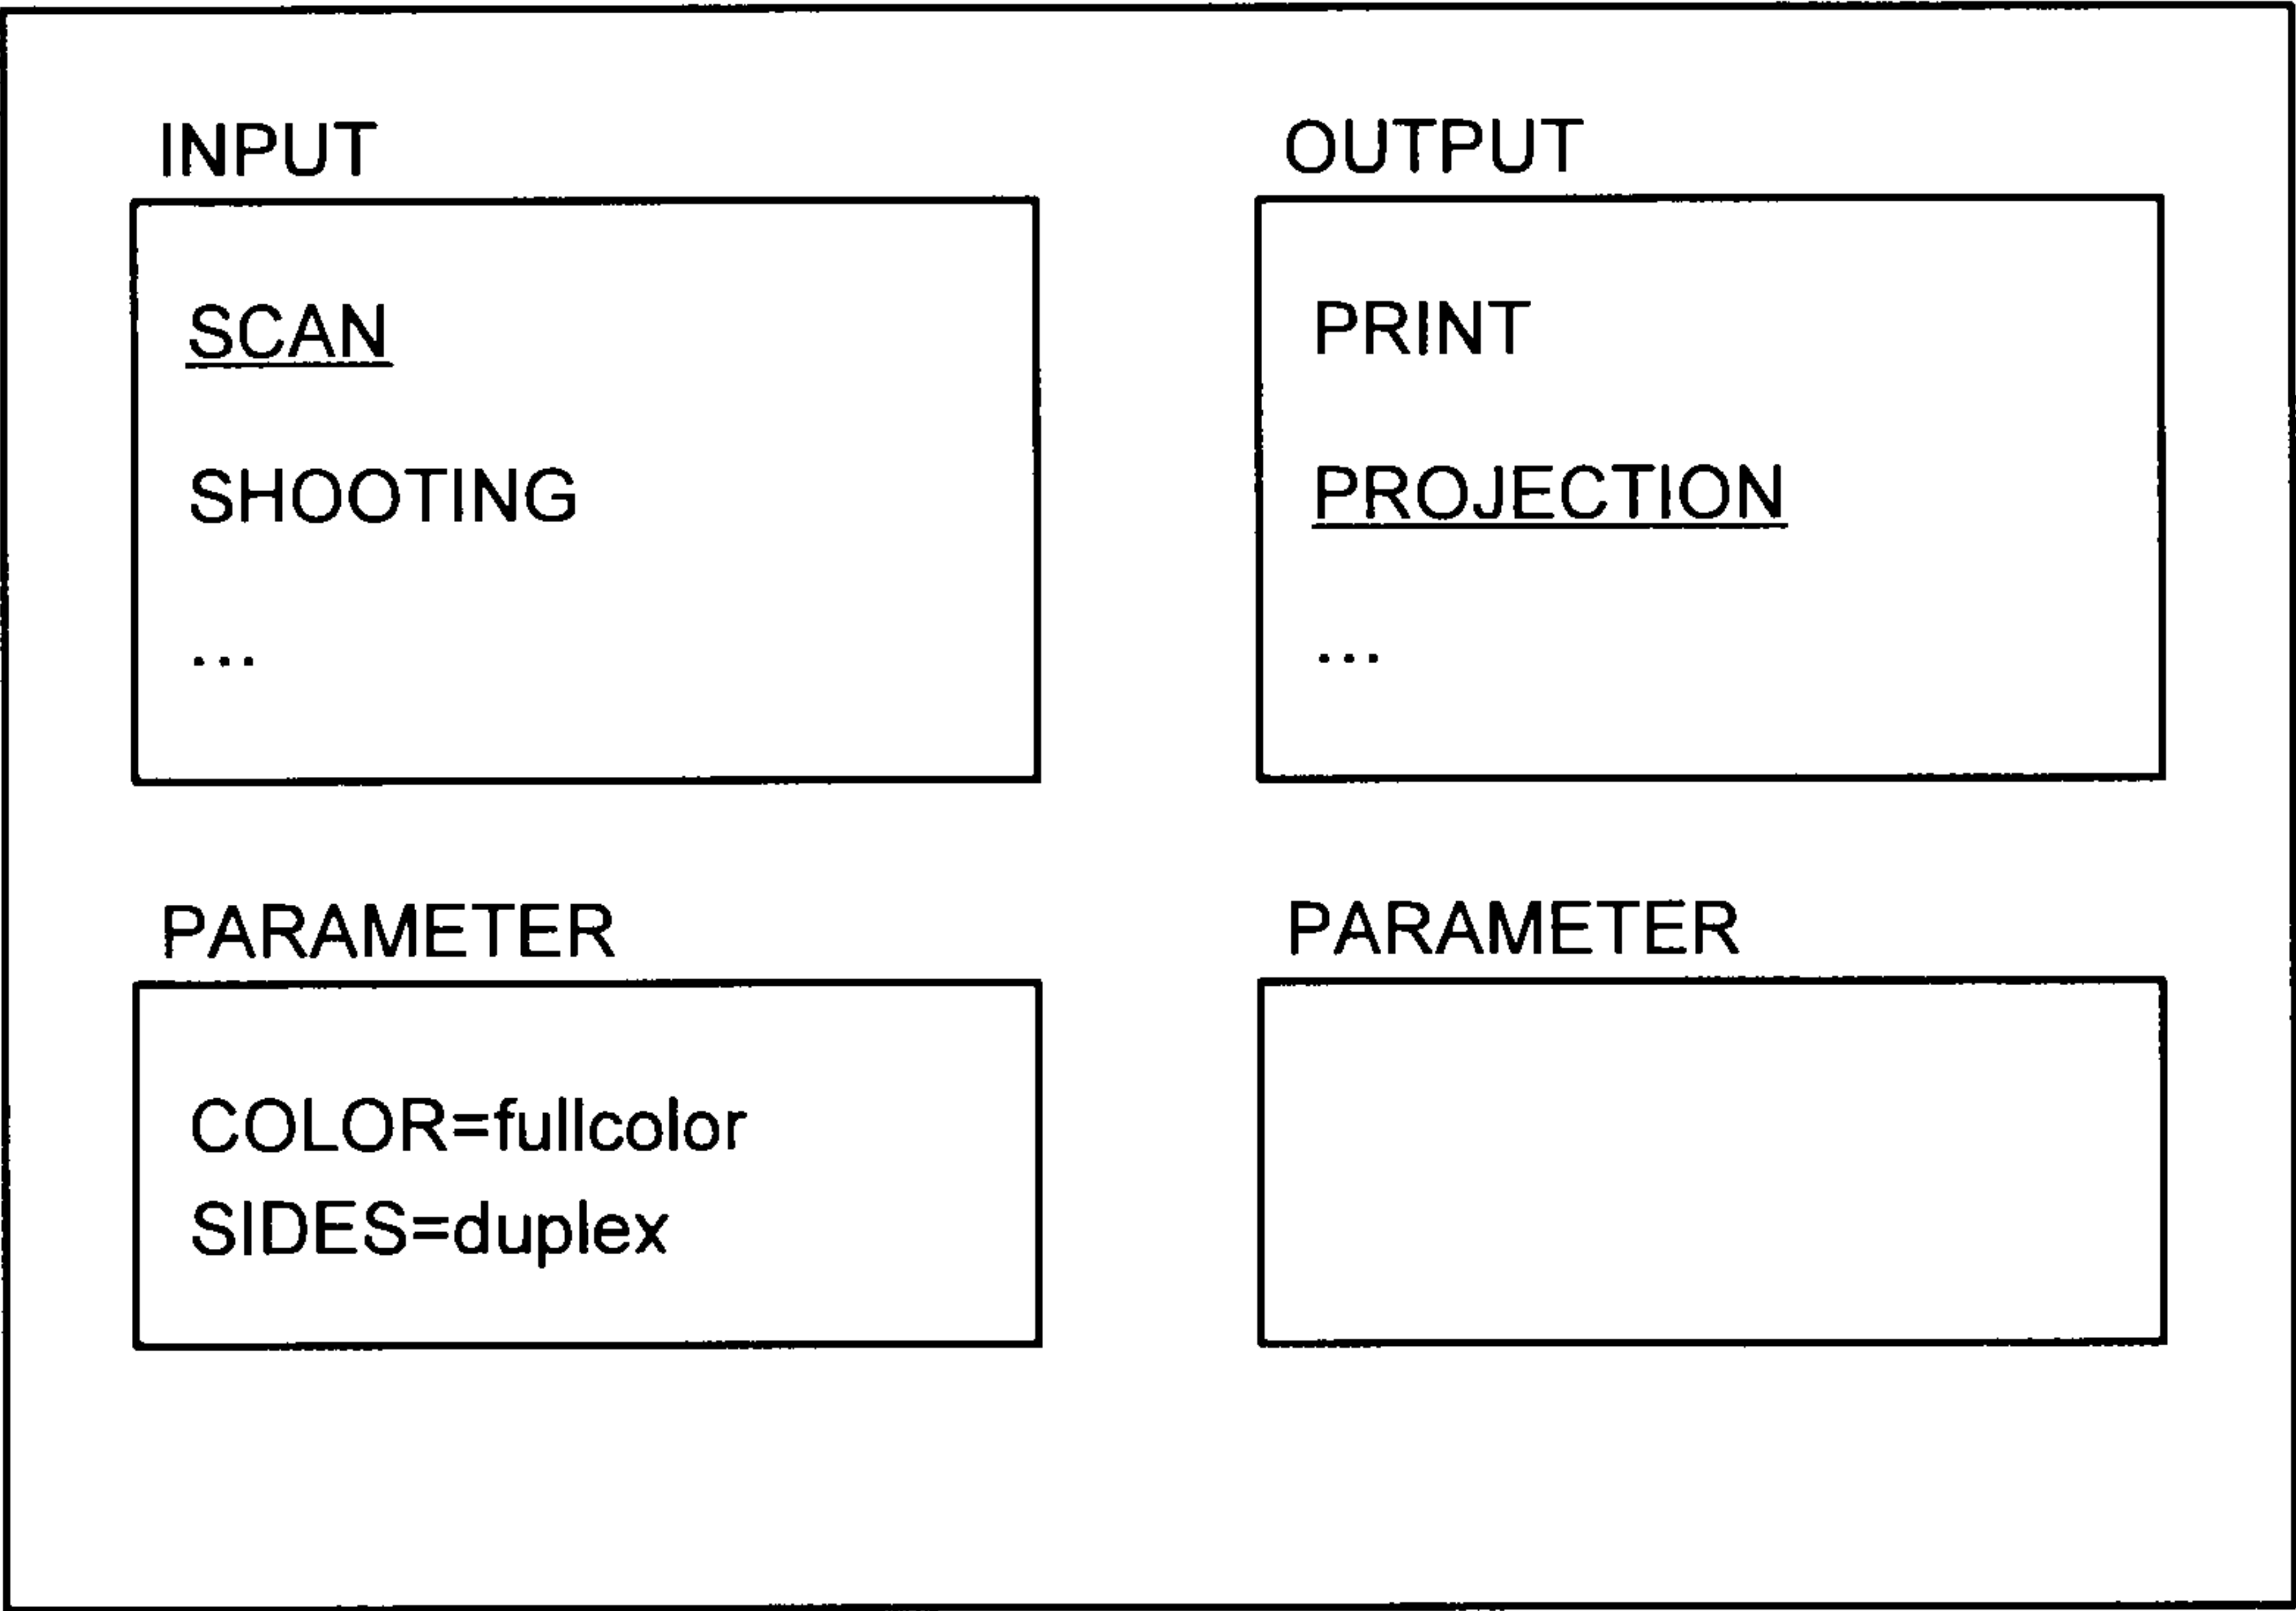 INPUT
SCAN
SHOOTING
...
PARAMETER
COLOR=fullcolor
SIDES=duplex
OUTPUT
PRINT
PROJECTION
...
PARAMETER